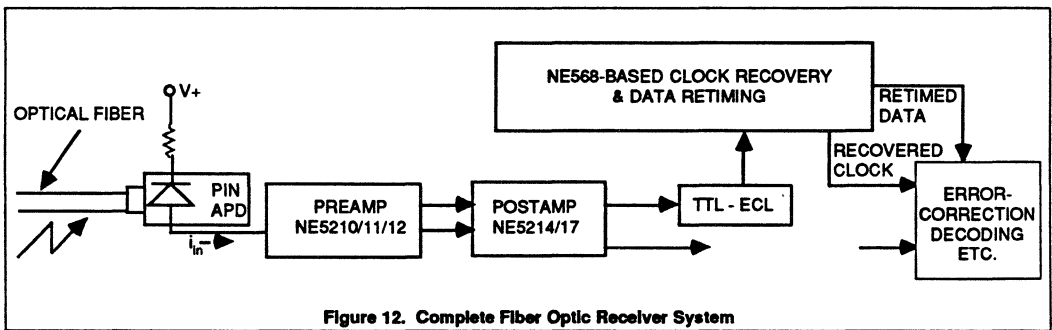 OPTICAL FIBER
V+
PIN
APD
i_in
PREAMP
NE5210/11/12
POSTAMP
NE5214/17
TTL - ECL
NE568-BASED CLOCK RECOVERY
& DATA RETIMING
RETIMED
DATA
RECOVERED
CLOCK
ERROR-
CORRECTION
DECODING
ETC.
Figure 12. Complete Fiber Optic Receiver System